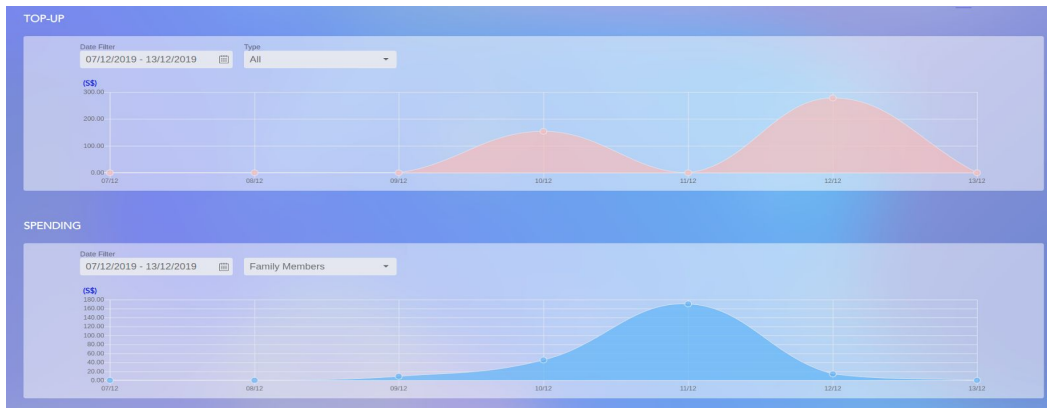 TOP-UP
Date Filter Type
07/12/2019 - 13/12/2019 All
(S$)
300.00
200.00
100.00
0.00
07/12 08/12 09/12 10/12 11/12 12/12 13/12
SPENDING
Date Filter
07/12/2019 - 13/12/2019 Family Members
(S$)
180.00
160.00
140.00
120.00
100.00
80.00
60.00
40.00
20.00
0.00
07/12 08/12 09/12 10/12 11/12 12/12 13/12